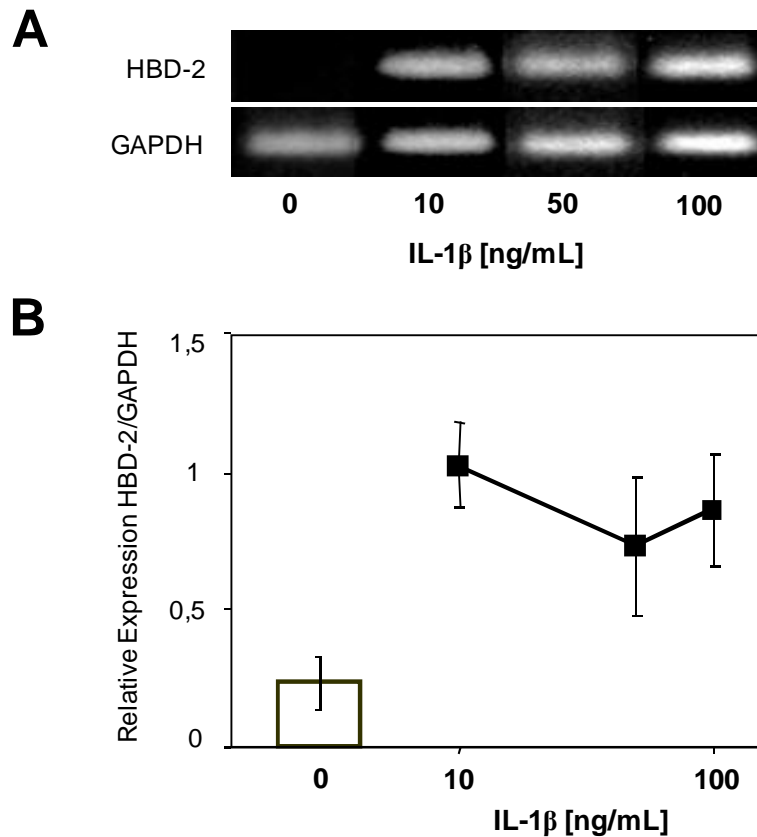 A
HBD-2
GAPDH
0 10 50 100
IL-1β [ng/mL]
B
Relative Expression HBD-2/GAPDH
1,5
1
0,5
0
0 10 100
IL-1β [ng/mL]